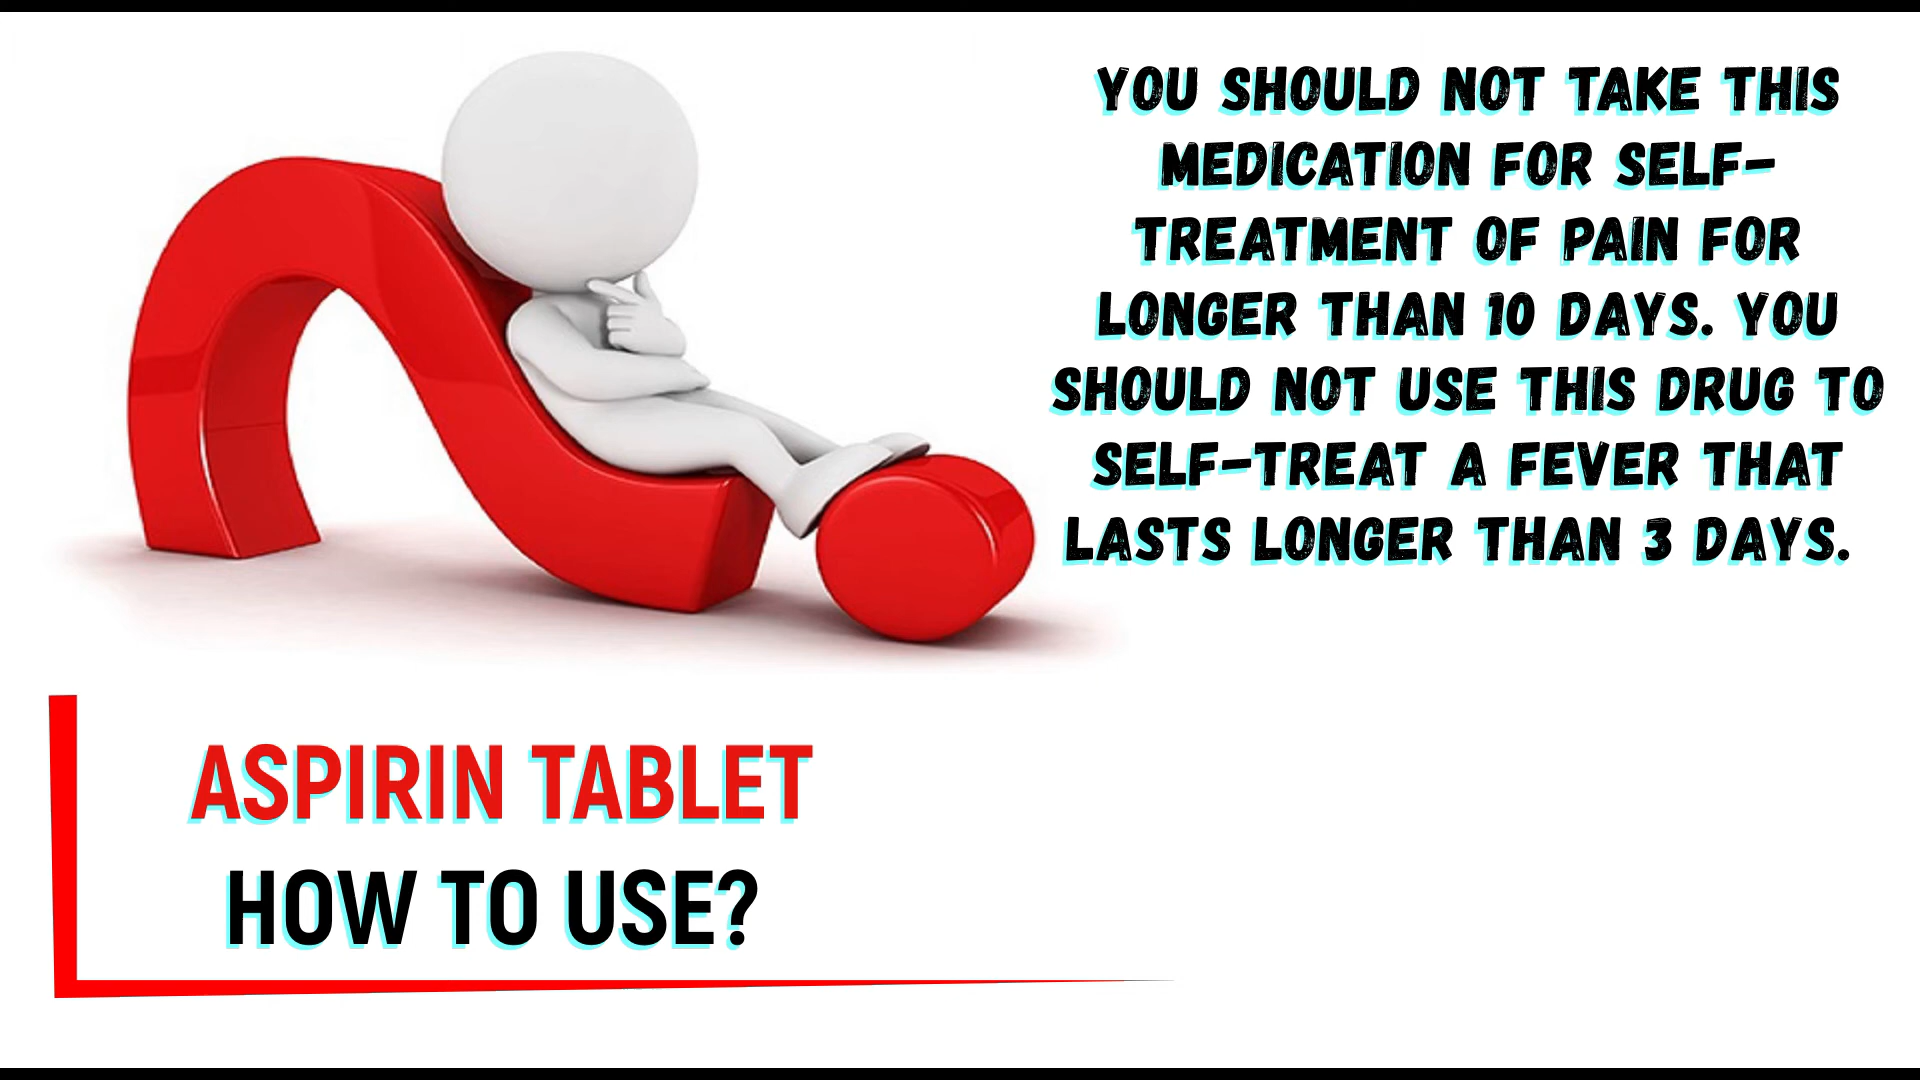 YOU SHOULD NOT TAKE THIS
MEDICATION FOR SELF-
TREATMENT OF PAIN FOR
LONGER THAN 10 DAYS. YOU
SHOULD NOT USE THIS DRUG TO
SELF-TREAT A FEVER THAT
LASTS LONGER THAN 3 DAYS.
ASPIRIN TABLET
HOW TO USE?